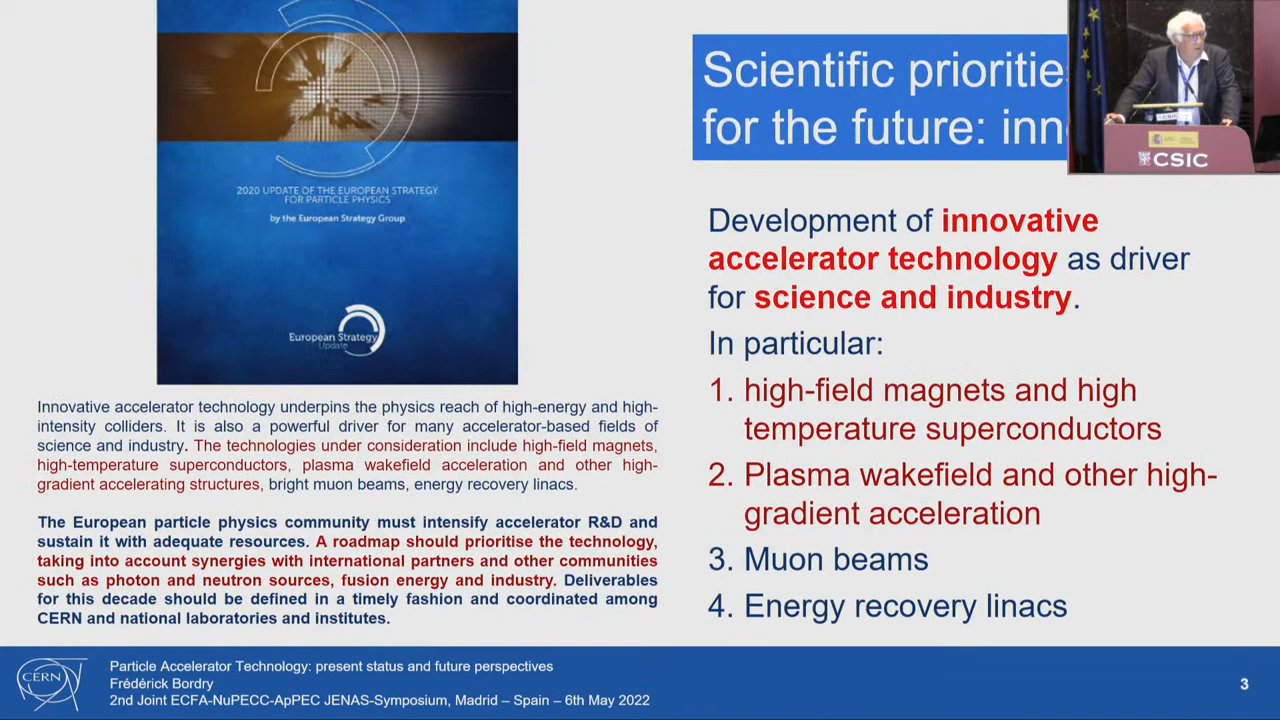 2020 UPDATE OF THE EUROPEAN STRATEGY
FOR PARTICLE PHYSICS
by the European Strategy Group
European Strategy
Update
Innovative accelerator technology underpins the physics reach of high-energy and high-
intensity colliders. It is also a powerful driver for many accelerator-based fields of
science and industry. The technologies under consideration include high-field magnets,
high-temperature superconductors, plasma wakefield acceleration and other high-
gradient accelerating structures, bright muon beams, energy recovery linacs.
The European particle physics community must intensify accelerator R&D and
sustain it with adequate resources. A roadmap should prioritise the technology,
taking into account synergies with international partners and other communities
such as photon and neutron sources, fusion energy and industry. Deliverables
for this decade should be defined in a timely fashion and coordinated among
CERN and national laboratories and institutes.
Scientific prioritie
for the future: inn
CSIC
Development of innovative
accelerator technology as driver
for science and industry.
In particular:
1. high-field magnets and high
temperature superconductors
2. Plasma wakefield and other high-
gradient acceleration
3. Muon beams
4. Energy recovery linacs
CERN
Particle Accelerator Technology: present status and future perspectives
Frédérick Bordry
2nd Joint ECFA-NuPECC-ApPEC JENAS-Symposium, Madrid – Spain – 6th May 2022
3